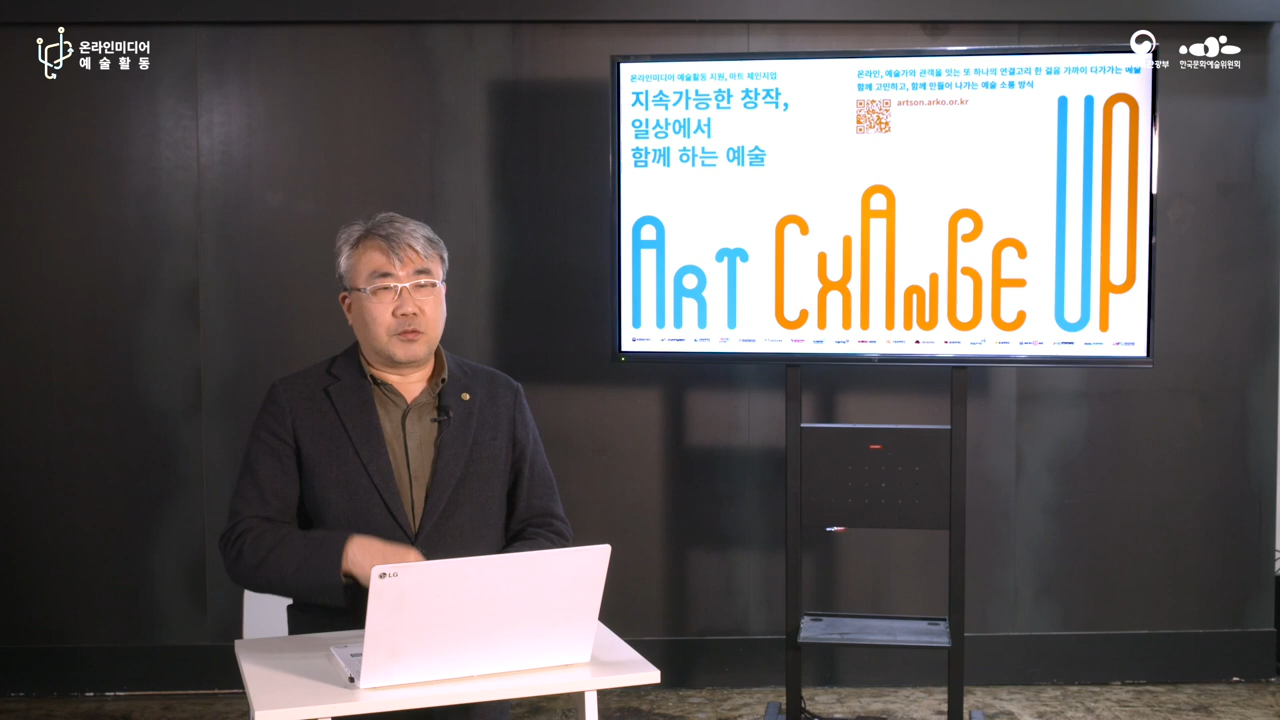 온라인미디어
예술활동
한국문화예술위원회
온라인미디어 예술활동 지원, 아트 체인지업
지속가능한 창작,
일상에서
함께 하는 예술
온라인, 예술가와 관객을 잇는 또 하나의 연결고리 한 걸음 가까이 다가가는 예술
함께 고민하고, 함께 만들어 나가는 예술 소통 방식
artson.arko.or.kr
ART CHANGE UP
LG